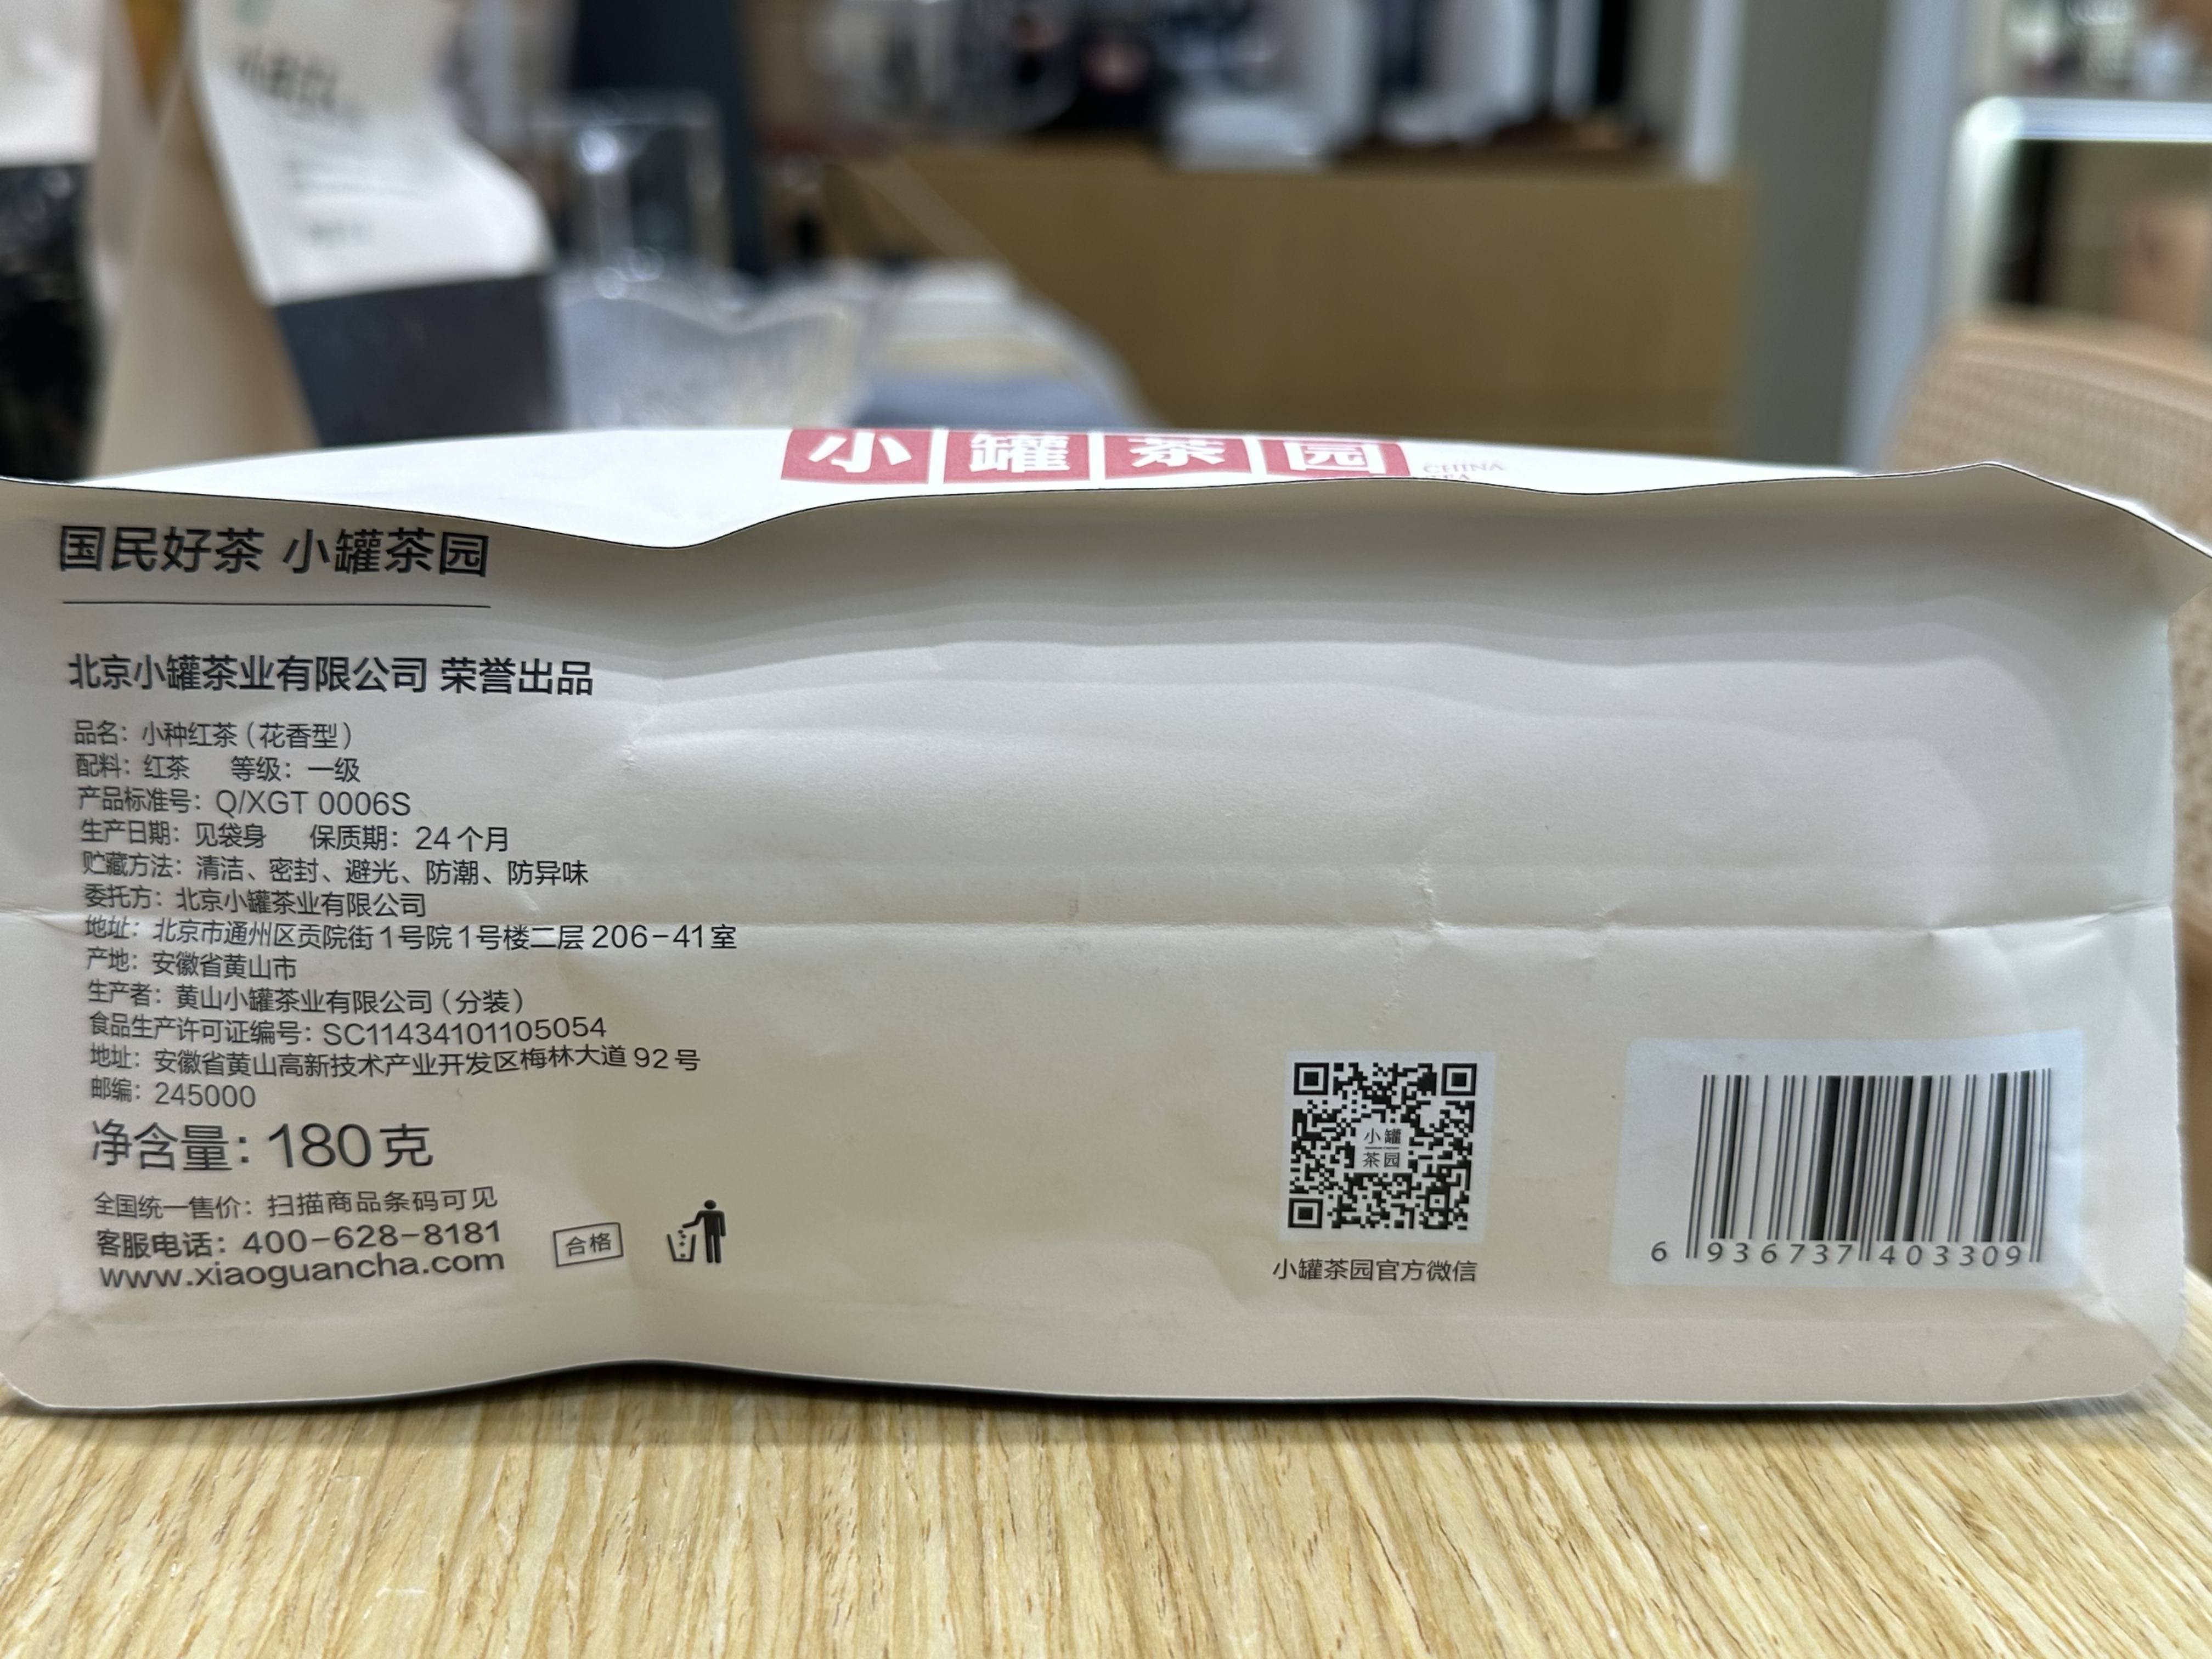 小罐茶园
CHINA
国民好茶 小罐茶园
北京小罐茶业有限公司 荣誉出品
品名：小种红茶（花香型）
配料：红茶 等级：一级
产品标准号：Q/XGT 0006S
生产日期：见袋身 保质期：24个月
贮藏方法：清洁、密封、避光、防潮、防异味
委托方：北京小罐茶业有限公司
地址：北京市通州区贡院街1号院1号楼二层206-41室
产地：安徽省黄山市
生产者：黄山小罐茶业有限公司（分装）
食品生产许可证编号：SC11434101105054
地址：安徽省黄山高新技术产业开发区梅林大道92号
邮编：245000
净含量：180克
全国统一售价：扫描商品条码可见
客服电话：400-628-8181
www.xiaoguancha.com
合格
小罐
茶园
小罐茶园官方微信
6 936737 403309